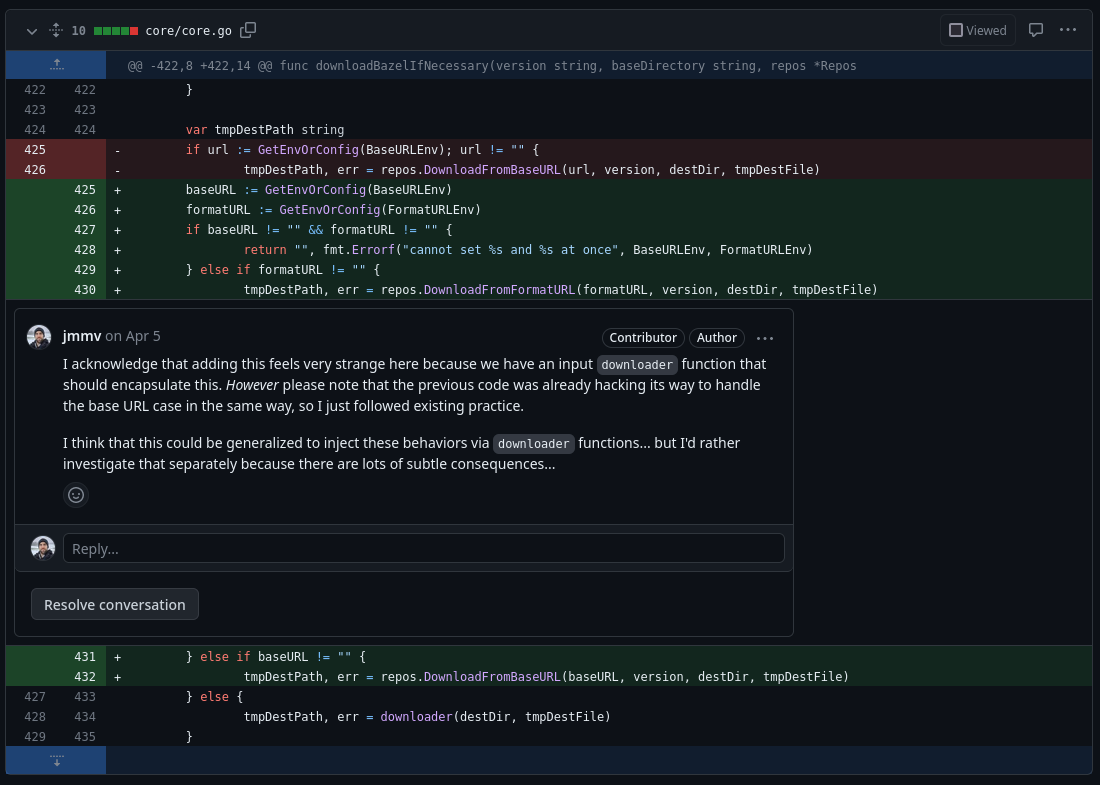 10 core/core.go Viewed
@@ -422,8 +422,14 @@ func downloadBazelIfNecessary(version string, baseDirectory string, repos *Repos
422 422 }
423 423
424 424 var tmpDestPath string
425 - if url := GetEnvOrConfig(BaseURLEnv); url != "" {
426 - tmpDestPath, err = repos.DownloadFromBaseURL(url, version, destDir, tmpDestFile)
425 + baseURL := GetEnvOrConfig(BaseURLEnv)
426 + formatURL := GetEnvOrConfig(FormatURLEnv)
427 + if baseURL != "" && formatURL != "" {
428 + return "", fmt.Errorf("cannot set %s and %s at once", BaseURLEnv, FormatURLEnv)
429 + } else if formatURL != "" {
430 + tmpDestPath, err = repos.DownloadFromFormatURL(formatURL, version, destDir, tmpDestFile)
jmmv on Apr 5 Contributor Author
I acknowledge that adding this feels very strange here because we have an input downloader function that
should encapsulate this. However please note that the previous code was already hacking its way to handle
the base URL case in the same way, so I just followed existing practice.
I think that this could be generalized to inject these behaviors via downloader functions... but I'd rather
investigate that separately because there are lots of subtle consequences...
Reply...
Resolve conversation
431 + } else if baseURL != "" {
432 + tmpDestPath, err = repos.DownloadFromBaseURL(baseURL, version, destDir, tmpDestFile)
427 433 } else {
428 434 tmpDestPath, err = downloader(destDir, tmpDestFile)
429 435 }